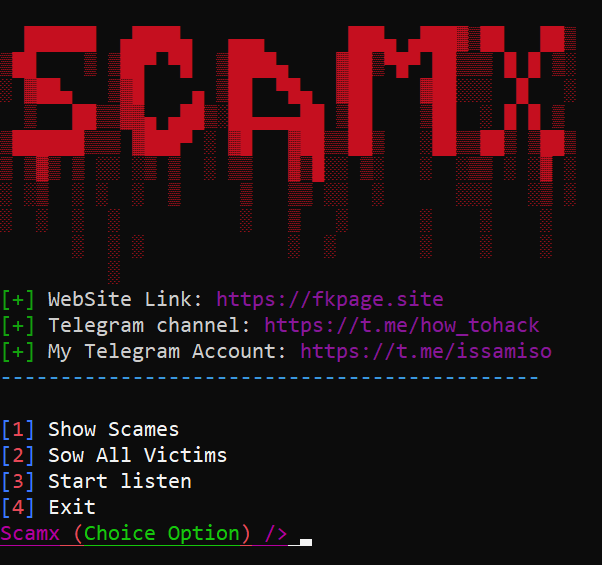 SCAMX
[+] WebSite Link: https://fkpage.site
[+] Telegram channel: https://t.me/how_tohack
[+] My Telegram Account: https://t.me/issamiso
---------------------------------------------
[1] Show Scames
[2] Sow All Victims
[3] Start listen
[4] Exit
Scamx (Choice Option) />_